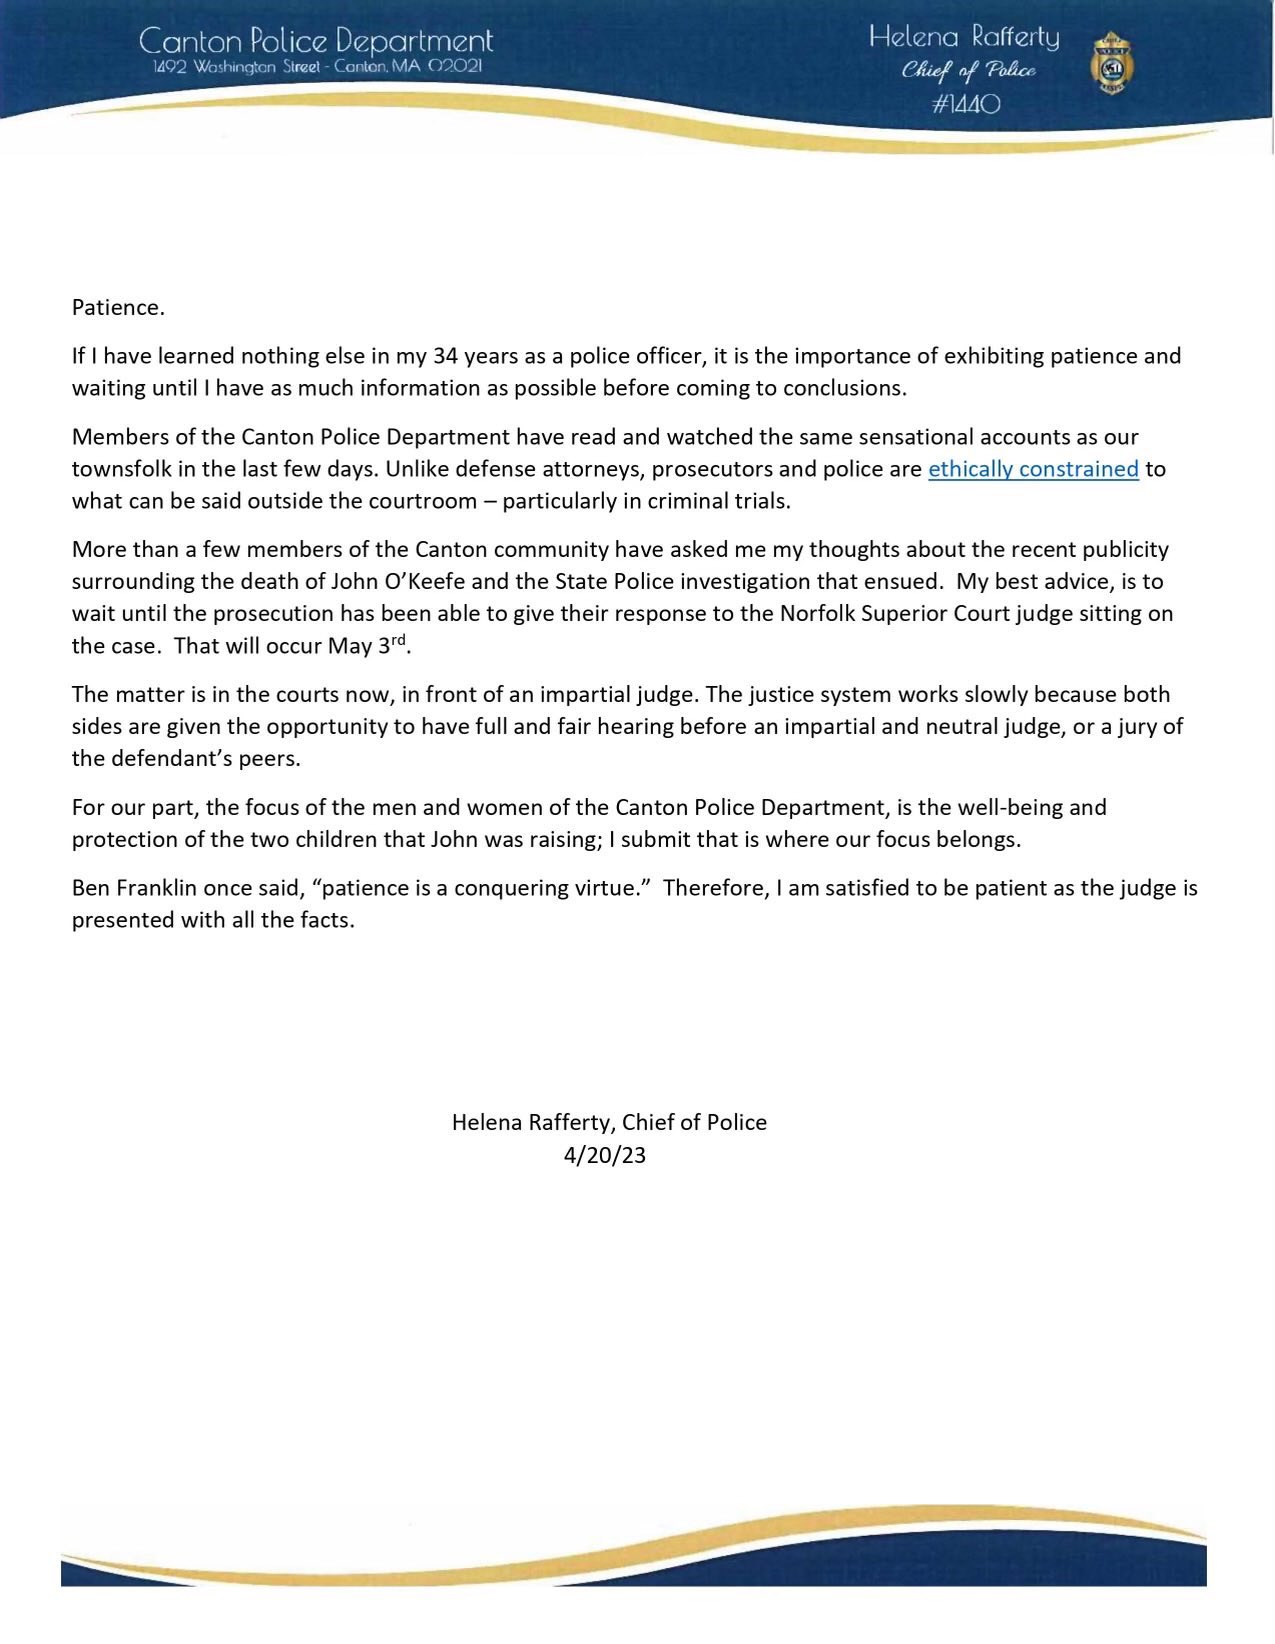 Canton Police Department
1492 Washington Street - Canton, MA 02021
Helena Rafferty
Chief of Police
#1440
Patience.
If I have learned nothing else in my 34 years as a police officer, it is the importance of exhibiting patience and
waiting until I have as much information as possible before coming to conclusions.
Members of the Canton Police Department have read and watched the same sensational accounts as our
townsfolk in the last few days. Unlike defense attorneys, prosecutors and police are ethically constrained to
what can be said outside the courtroom – particularly in criminal trials.
More than a few members of the Canton community have asked me my thoughts about the recent publicity
surrounding the death of John O’Keefe and the State Police investigation that ensued.  My best advice, is to
wait until the prosecution has been able to give their response to the Norfolk Superior Court judge sitting on
the case.  That will occur May 3rd.
The matter is in the courts now, in front of an impartial judge. The justice system works slowly because both
sides are given the opportunity to have full and fair hearing before an impartial and neutral judge, or a jury of
the defendant’s peers.
For our part, the focus of the men and women of the Canton Police Department, is the well-being and
protection of the two children that John was raising; I submit that is where our focus belongs.
Ben Franklin once said, “patience is a conquering virtue.”  Therefore, I am satisfied to be patient as the judge is
presented with all the facts.
Helena Rafferty, Chief of Police
4/20/23